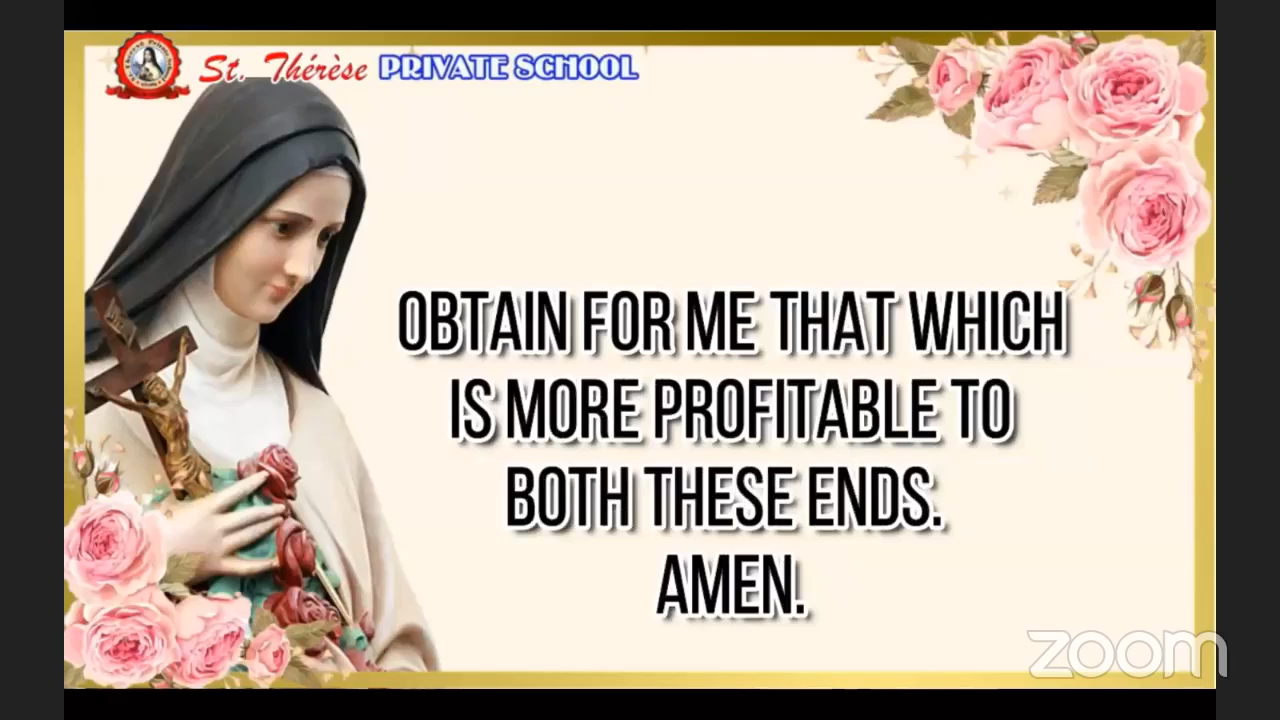 St. Thérèse PRIVATE SCHOOL
OBTAIN FOR ME THAT WHICH
IS MORE PROFITABLE TO
BOTH THESE ENDS.
AMEN.
zoom